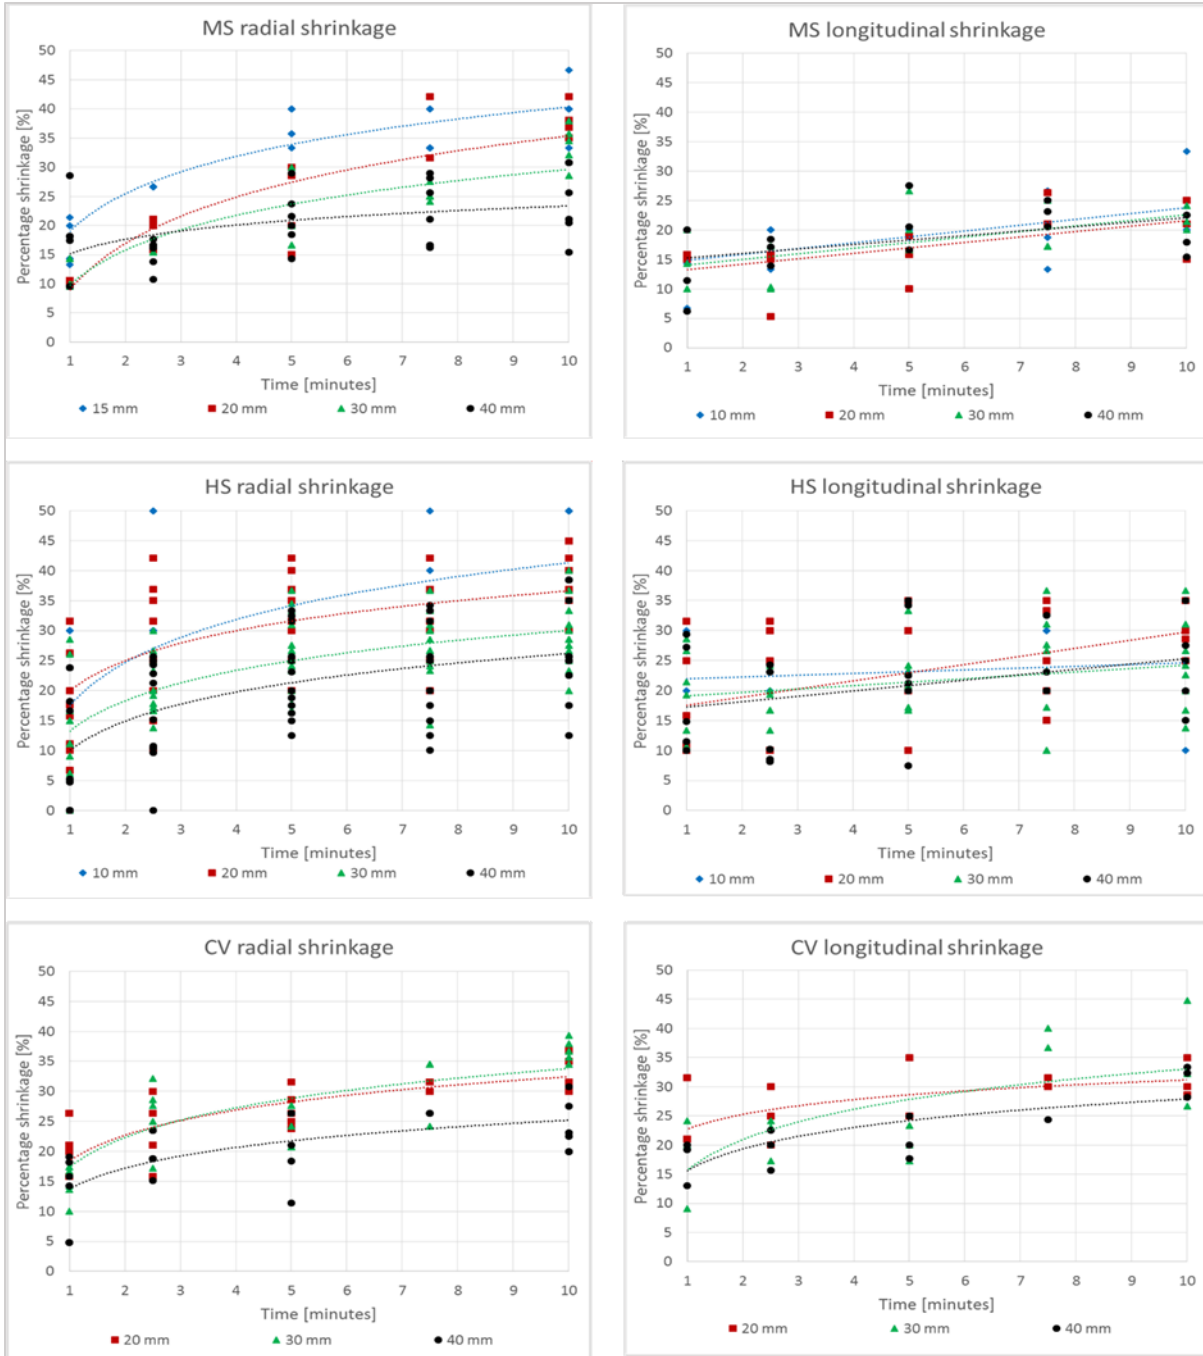 MS radial shrinkage
50
45
40
35
30
25
20
15
10
5
0
Percentage shrinkage [%]
1 2 3 4 5 6 7 8 9 10
Time [minutes]
15 mm 20 mm 30 mm 40 mm
MS longitudinal shrinkage
50
45
40
35
30
25
20
15
10
5
0
Percentage shrinkage [%]
1 2 3 4 5 6 7 8 9 10
Time [minutes]
10 mm 20 mm 30 mm 40 mm
HS radial shrinkage
50
45
40
35
30
25
20
15
10
5
0
Percentage shrinkage [%]
1 2 3 4 5 6 7 8 9 10
Time [minutes]
10 mm 20 mm 30 mm 40 mm
HS longitudinal shrinkage
50
45
40
35
30
25
20
15
10
5
0
Percentage shrinkage [%]
1 2 3 4 5 6 7 8 9 10
Time [minutes]
10 mm 20 mm 30 mm 40 mm
CV radial shrinkage
50
45
40
35
30
25
20
15
10
5
0
Percentage shrinkage [%]
1 2 3 4 5 6 7 8 9 10
Time [minutes]
20 mm 30 mm 40 mm
CV longitudinal shrinkage
50
45
40
35
30
25
20
15
10
5
0
Percentage shrinkage [%]
1 2 3 4 5 6 7 8 9 10
Time [minutes]
20 mm 30 mm 40 mm